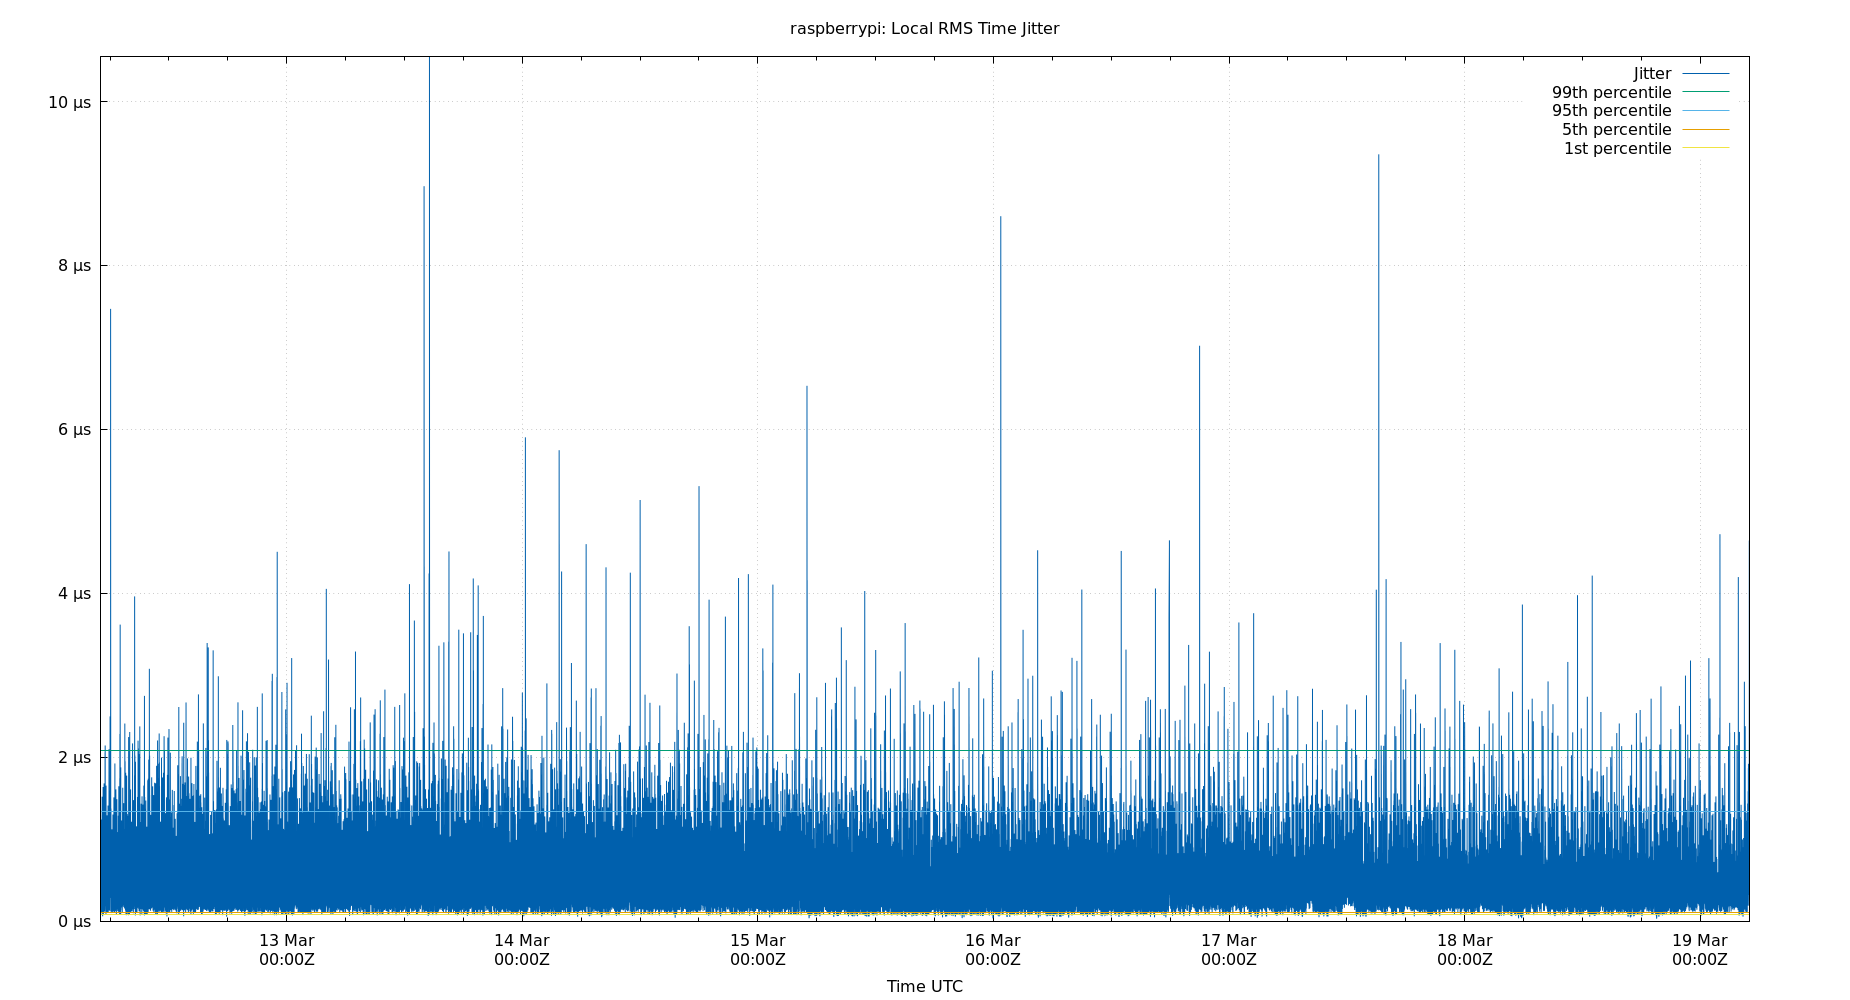 raspberrypi: Local RMS Time Jitter
Jitter
99th percentile
95th percentile
5th percentile
1st percentile
10 µs
8 µs
6 µs
4 µs
2 µs
0 µs
13 Mar
00:00Z
14 Mar
00:00Z
15 Mar
00:00Z
16 Mar
00:00Z
17 Mar
00:00Z
18 Mar
00:00Z
19 Mar
00:00Z
Time UTC